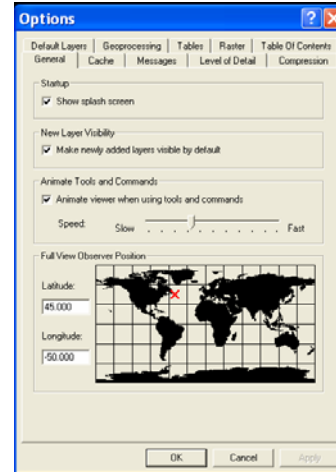 Options
Default Layers Geoprocessing Tables Raster Table Of Contents
General Cache Messages Level of Detail Compression
Startup
Show splash screen
New Layer Visibility
Make newly added layers visible by default
Animate Tools and Commands
Animate viewer when using tools and commands
Speed: Slow Fast
Full View Observer Position
Latitude:
45.000
Longitude:
-50.000
OK Cancel Apply